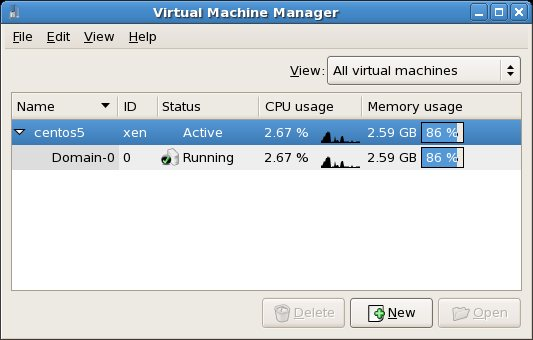 Virtual Machine Manager
File Edit View Help
View: All virtual machines
Name ID Status CPU usage Memory usage
centos5 xen Active 2.67 % 2.59 GB 86 %
Domain-0 0 Running 2.67 % 2.59 GB 86 %
Delete New Open